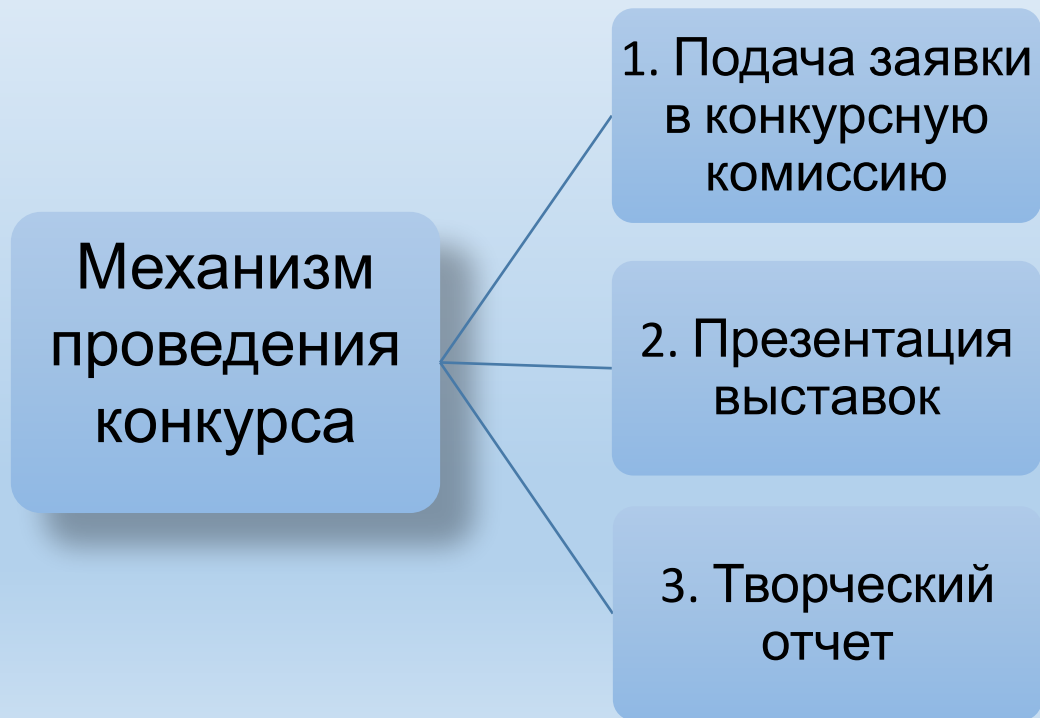 Механизм
проведения
конкурса
1. Подача заявки
в конкурсную
комиссию
2. Презентация
выставок
3. Творческий
отчет